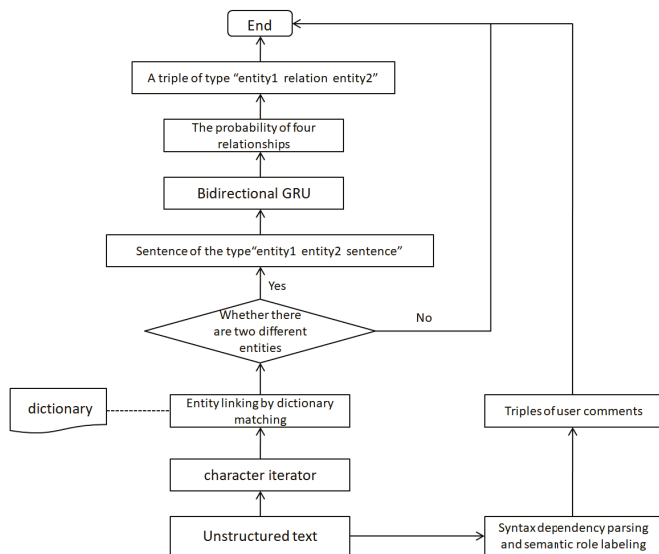 End
A triple of type “entity1 relation entity2”
The probability of four
relationships
Bidirectional GRU
Sentence of the type“entity1 entity2 sentence”
Yes
Whether there
are two different
entities
No
dictionary
Entity linking by dictionary
matching
Triples of user comments
character iterator
Unstructured text
Syntax dependency parsing
and semantic role labeling